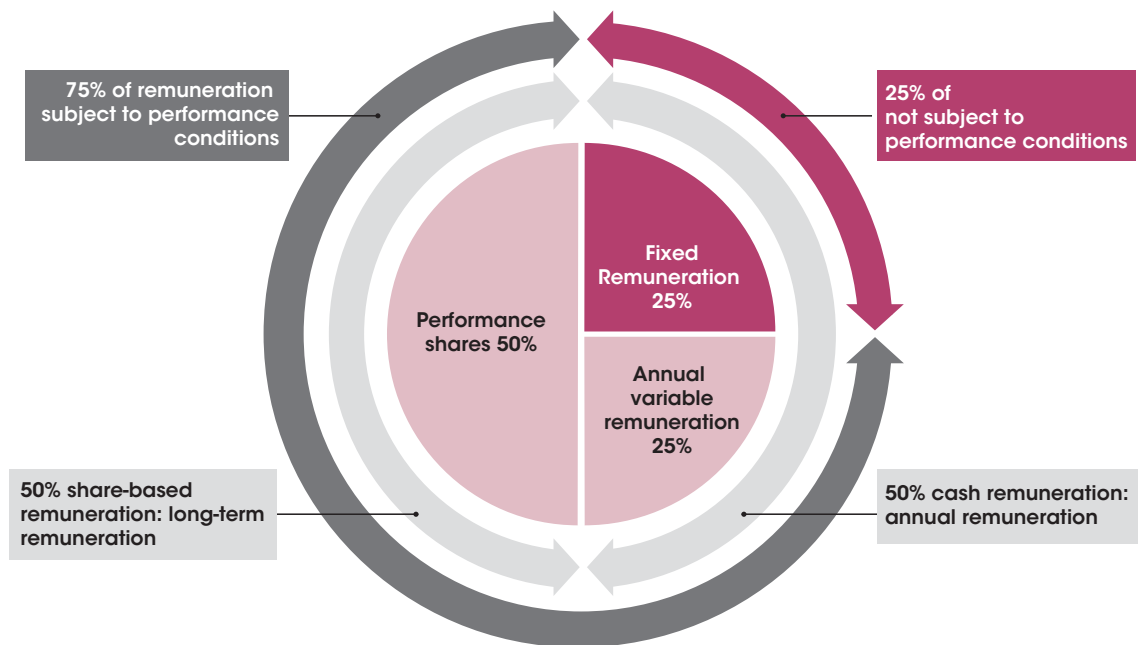 75% of remuneration
subject to performance
conditions
25% of
not subject to
performance conditions
Fixed
Remuneration
25%
Performance
shares 50%
Annual
variable
remuneration
25%
50% share-based
remuneration: long-term
remuneration
50% cash remuneration:
annual remuneration